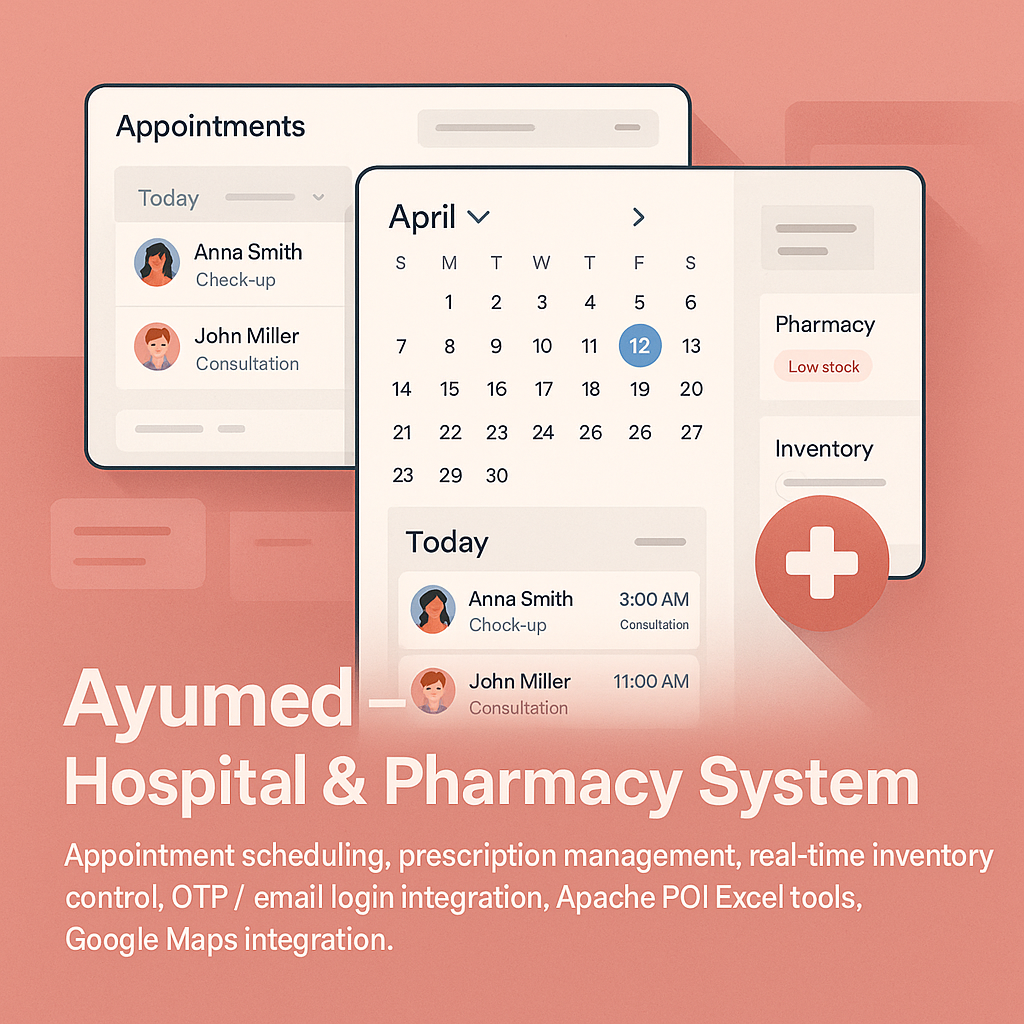 Appointments
Today
Anna Smith
Check-up
John Miller
Consultation
April
S M T W T F S
1 2 3 4 5 6
7 8 9 10 11 12 13
14 15 16 17 18 19 20
21 22 23 24 26 26 27
23 29 30
Pharmacy
Low stock
Inventory
Today
Anna Smith 3:00 AM
Chock-up Consultation
John Miller 11:00 AM
Consultation
Ayumed –
Hospital & Pharmacy System
Appointment scheduling, prescription management, real-time inventory
control, OTP / email login integration, Apache POI Excel tools,
Google Maps integration.